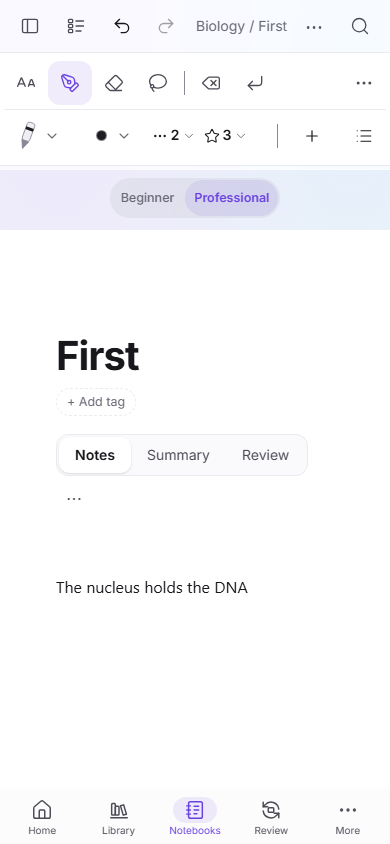 Biology / First
AA
2
3
Beginner
Professional
First
+ Add tag
Notes
Summary
Review
The nucleus holds the DNA
Home
Library
Notebooks
Review
More